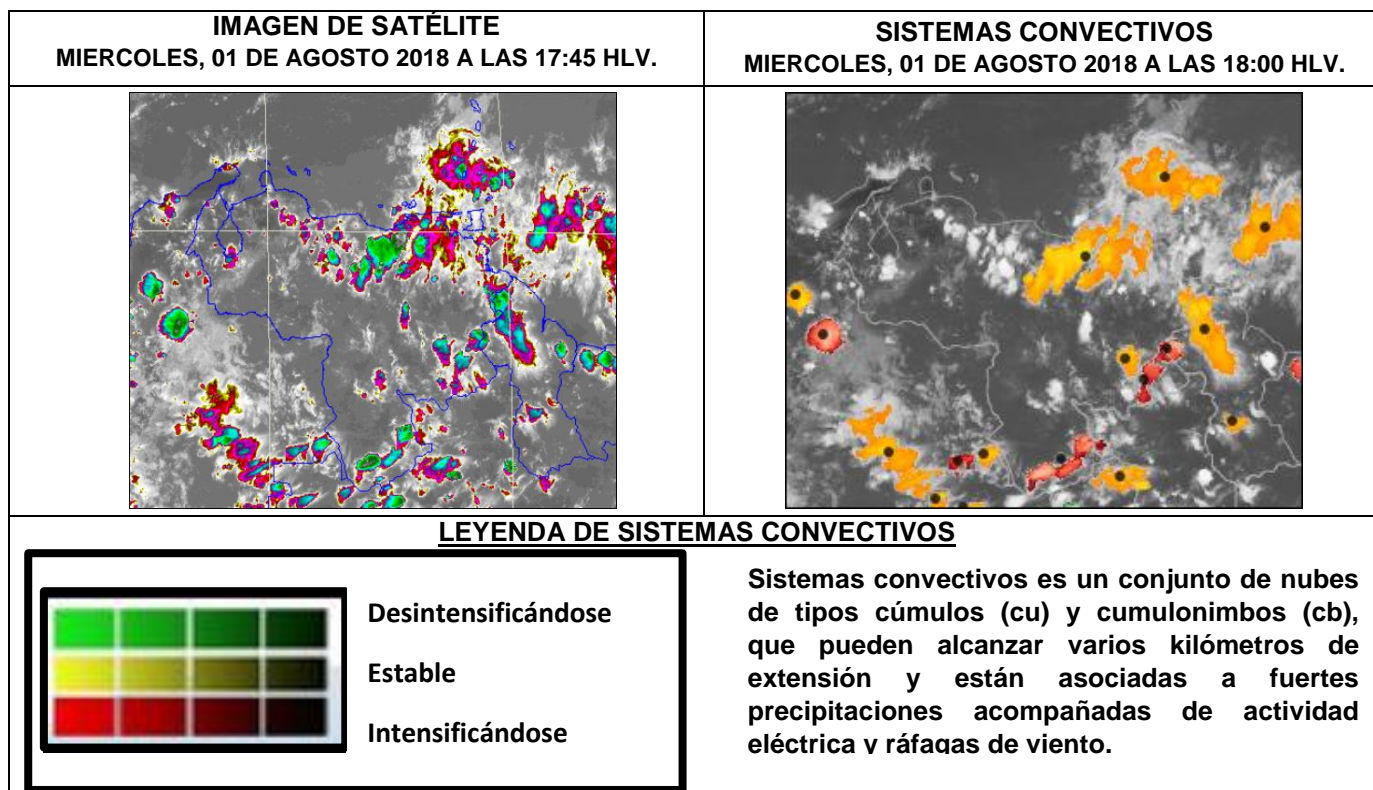 IMAGEN DE SATÉLITE
MIERCOLES, 01 DE AGOSTO 2018 A LAS 17:45 HLV.
SISTEMAS CONVECTIVOS
MIERCOLES, 01 DE AGOSTO 2018 A LAS 18:00 HLV.
LEYENDA DE SISTEMAS CONVECTIVOS
Desintensificándose
Estable
Intensificándose
Sistemas convectivos es un conjunto de nubes
de tipos cúmulos (cu) y cumulonimbos (cb),
que pueden alcanzar varios kilómetros de
extensión y están asociadas a fuertes
precipitaciones acompañadas de actividad
eléctrica y ráfagas de viento.